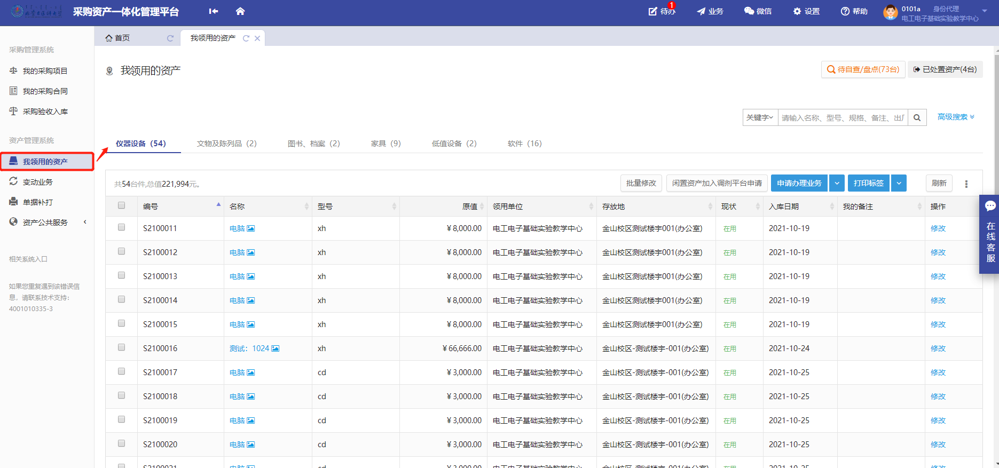 采购资产一体化管理平台
待办
1
业务
微信
设置
帮助
0101a 身份代理
电工电子基础实验教学中心
首页
我领用的资产
采购管理系统
我的采购项目
我的采购合同
采购验收入库
资产管理系统
我领用的资产
变动业务
单据补打
资产公共服务
相关系统入口
如果您重复遇到该错误信
息，请联系技术支持：
4001010335-3
我领用的资产
待自查/盘点(73台)
已处置资产(4台)
关键字
请输入名称、型号、规格、备注、出厂
高级搜索
仪器设备（54） 文物及陈列品（2） 图书、档案（2） 家具（9） 低值设备（2） 软件（16）
共54台件,总值221,994元。
批量修改 闲置资产加入调剂平台申请 申请办理业务 打印标签 刷新
编号 名称 型号 原值 领用单位 存放地 现状 入库日期 我的备注 操作
S2100011 电脑 xh ¥8,000.00 电工电子基础实验教学中心 金山校区测试楼宇001(办公室) 在用 2021-10-19 修改
S2100012 电脑 xh ¥8,000.00 电工电子基础实验教学中心 金山校区测试楼宇001(办公室) 在用 2021-10-19 修改
S2100013 电脑 xh ¥8,000.00 电工电子基础实验教学中心 金山校区测试楼宇001(办公室) 在用 2021-10-19 修改
S2100014 电脑 xh ¥8,000.00 电工电子基础实验教学中心 金山校区测试楼宇001(办公室) 在用 2021-10-19 修改
S2100015 电脑 xh ¥8,000.00 电工电子基础实验教学中心 金山校区测试楼宇001(办公室) 在用 2021-10-19 修改
S2100016 测试：1024 xh ¥66,666.00 电工电子基础实验教学中心 金山校区-测试楼宇-001(办公室) 在用 2021-10-24 修改
S2100017 电脑 cd ¥3,000.00 电工电子基础实验教学中心 金山校区-测试楼宇-001(办公室) 在用 2021-10-25 修改
S2100018 电脑 cd ¥3,000.00 电工电子基础实验教学中心 金山校区-测试楼宇-001(办公室) 在用 2021-10-25 修改
S2100019 电脑 cd ¥3,000.00 电工电子基础实验教学中心 金山校区-测试楼宇-001(办公室) 在用 2021-10-25 修改
S2100020 电脑 cd ¥3,000.00 电工电子基础实验教学中心 金山校区-测试楼宇-001(办公室) 在用 2021-10-25 修改
在线客服